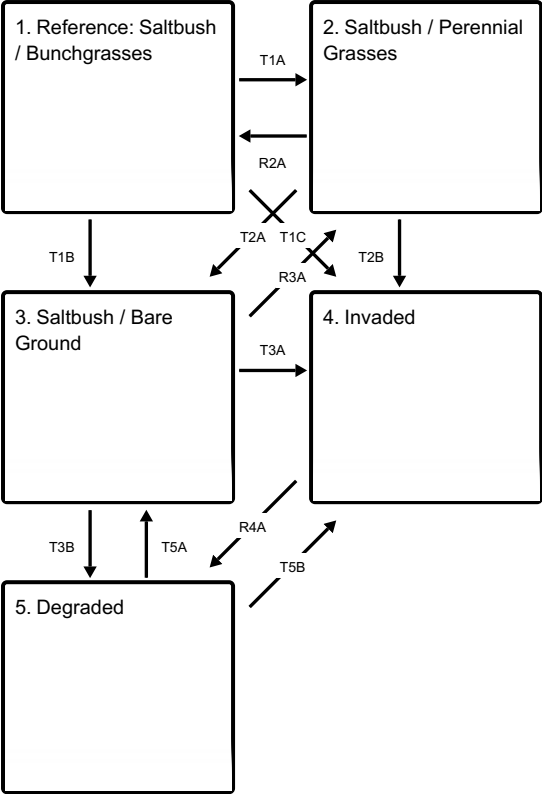 1. Reference: Saltbush
/ Bunchgrasses
2. Saltbush / Perennial
Grasses
T1A
R2A
T1B
T2A
T1C
T2B
R3A
3. Saltbush / Bare
Ground
4. Invaded
T3A
T3B
T5A
R4A
T5B
5. Degraded